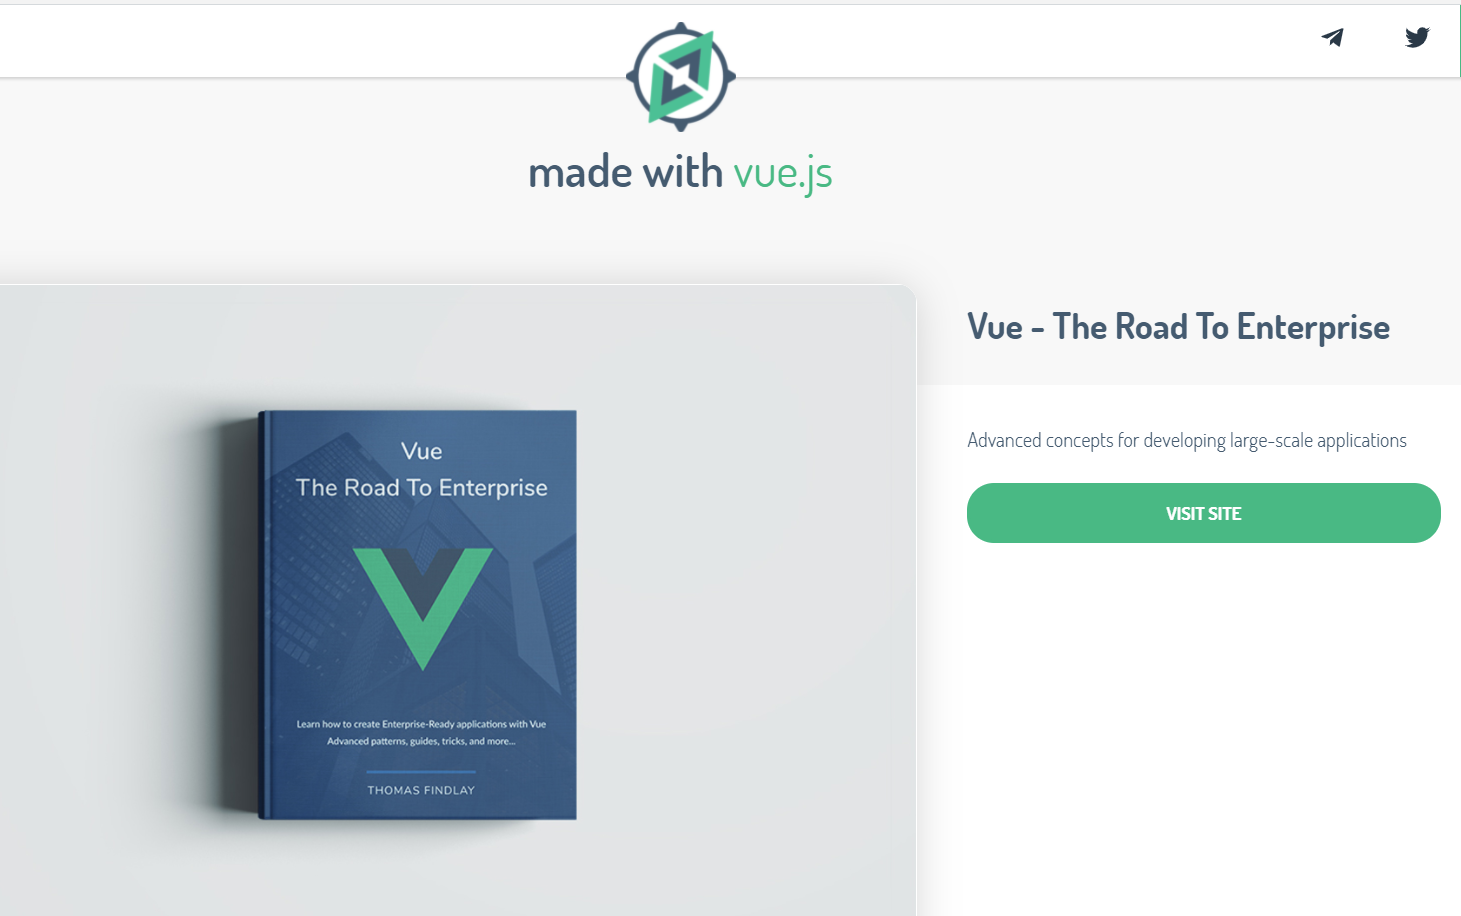 made with vue.js
Vue - The Road To Enterprise
Advanced concepts for developing large-scale applications
VISIT SITE
Vue
The Road To Enterprise
Learn how to create Enterprise-Ready applications with Vue
Advanced patterns, guides, tricks, and more...
THOMAS FINDLAY